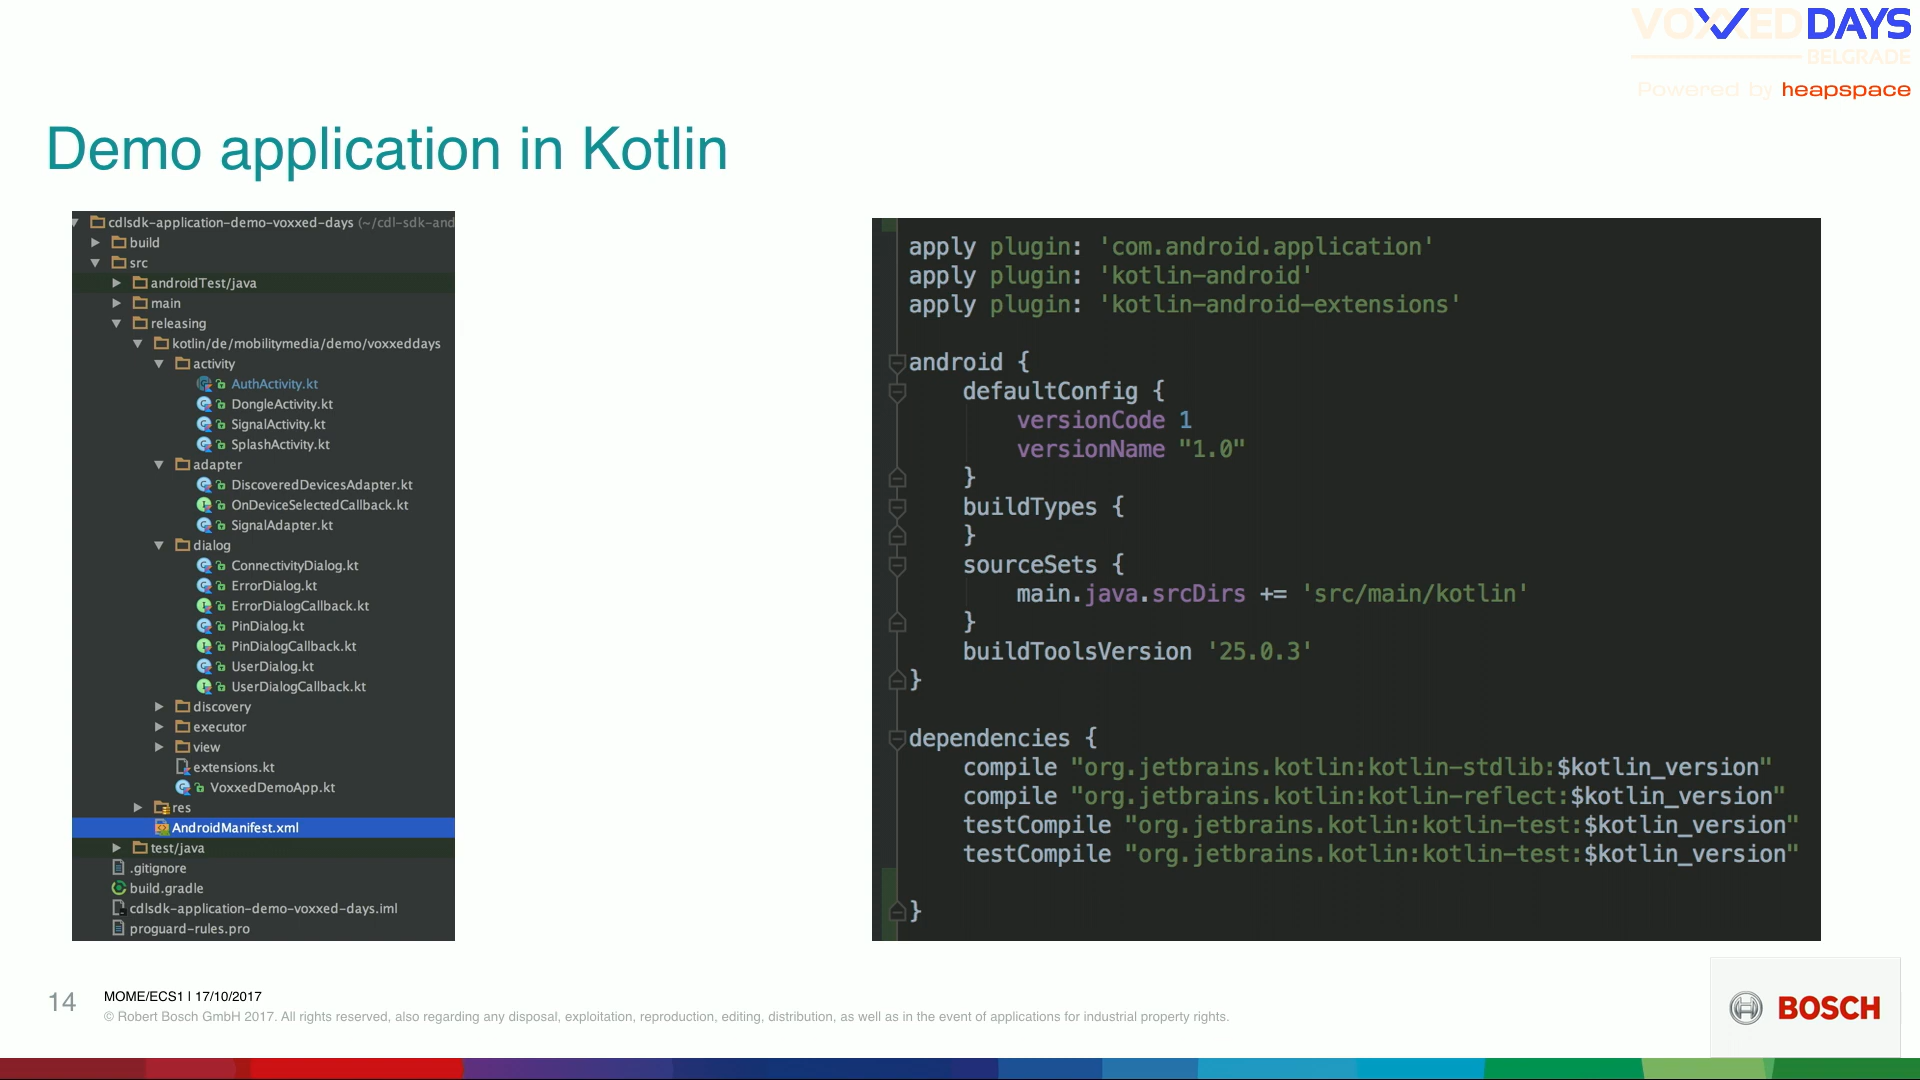 VOXXED DAYS
BELGRADE
Powered by heapspace
Demo application in Kotlin
cdlsdk-application-demo-voxxed-days (~/cdl-sdk-and
build
src
androidTest/java
main
releasing
kotlin/de/mobilitymedia/demo/voxxeddays
activity
AuthActivity.kt
DongleActivity.kt
SignalActivity.kt
SplashActivity.kt
adapter
DiscoveredDevicesAdapter.kt
OnDeviceSelectedCallback.kt
SignalAdapter.kt
dialog
ConnectivityDialog.kt
ErrorDialog.kt
ErrorDialogCallback.kt
PinDialog.kt
PinDialogCallback.kt
UserDialog.kt
UserDialogCallback.kt
discovery
executor
view
extensions.kt
VoxxedDemoApp.kt
res
AndroidManifest.xml
test/java
.gitignore
build.gradle
cdlsdk-application-demo-voxxed-days.iml
proguard-rules.pro
apply plugin: 'com.android.application'
apply plugin: 'kotlin-android'
apply plugin: 'kotlin-android-extensions'
android {
defaultConfig {
versionCode 1
versionName "1.0"
}
buildTypes {
}
sourceSets {
main.java.srcDirs += 'src/main/kotlin'
}
buildToolsVersion '25.0.3'
}
dependencies {
compile "org.jetbrains.kotlin:kotlin-stdlib:$kotlin_version"
compile "org.jetbrains.kotlin:kotlin-reflect:$kotlin_version"
testCompile "org.jetbrains.kotlin:kotlin-test:$kotlin_version"
testCompile "org.jetbrains.kotlin:kotlin-test:$kotlin_version"
}
14
MOME/ECS1 | 17/10/2017
© Robert Bosch GmbH 2017. All rights reserved, also regarding any disposal, exploitation, reproduction, editing, distribution, as well as in the event of applications for industrial property rights.
BOSCH